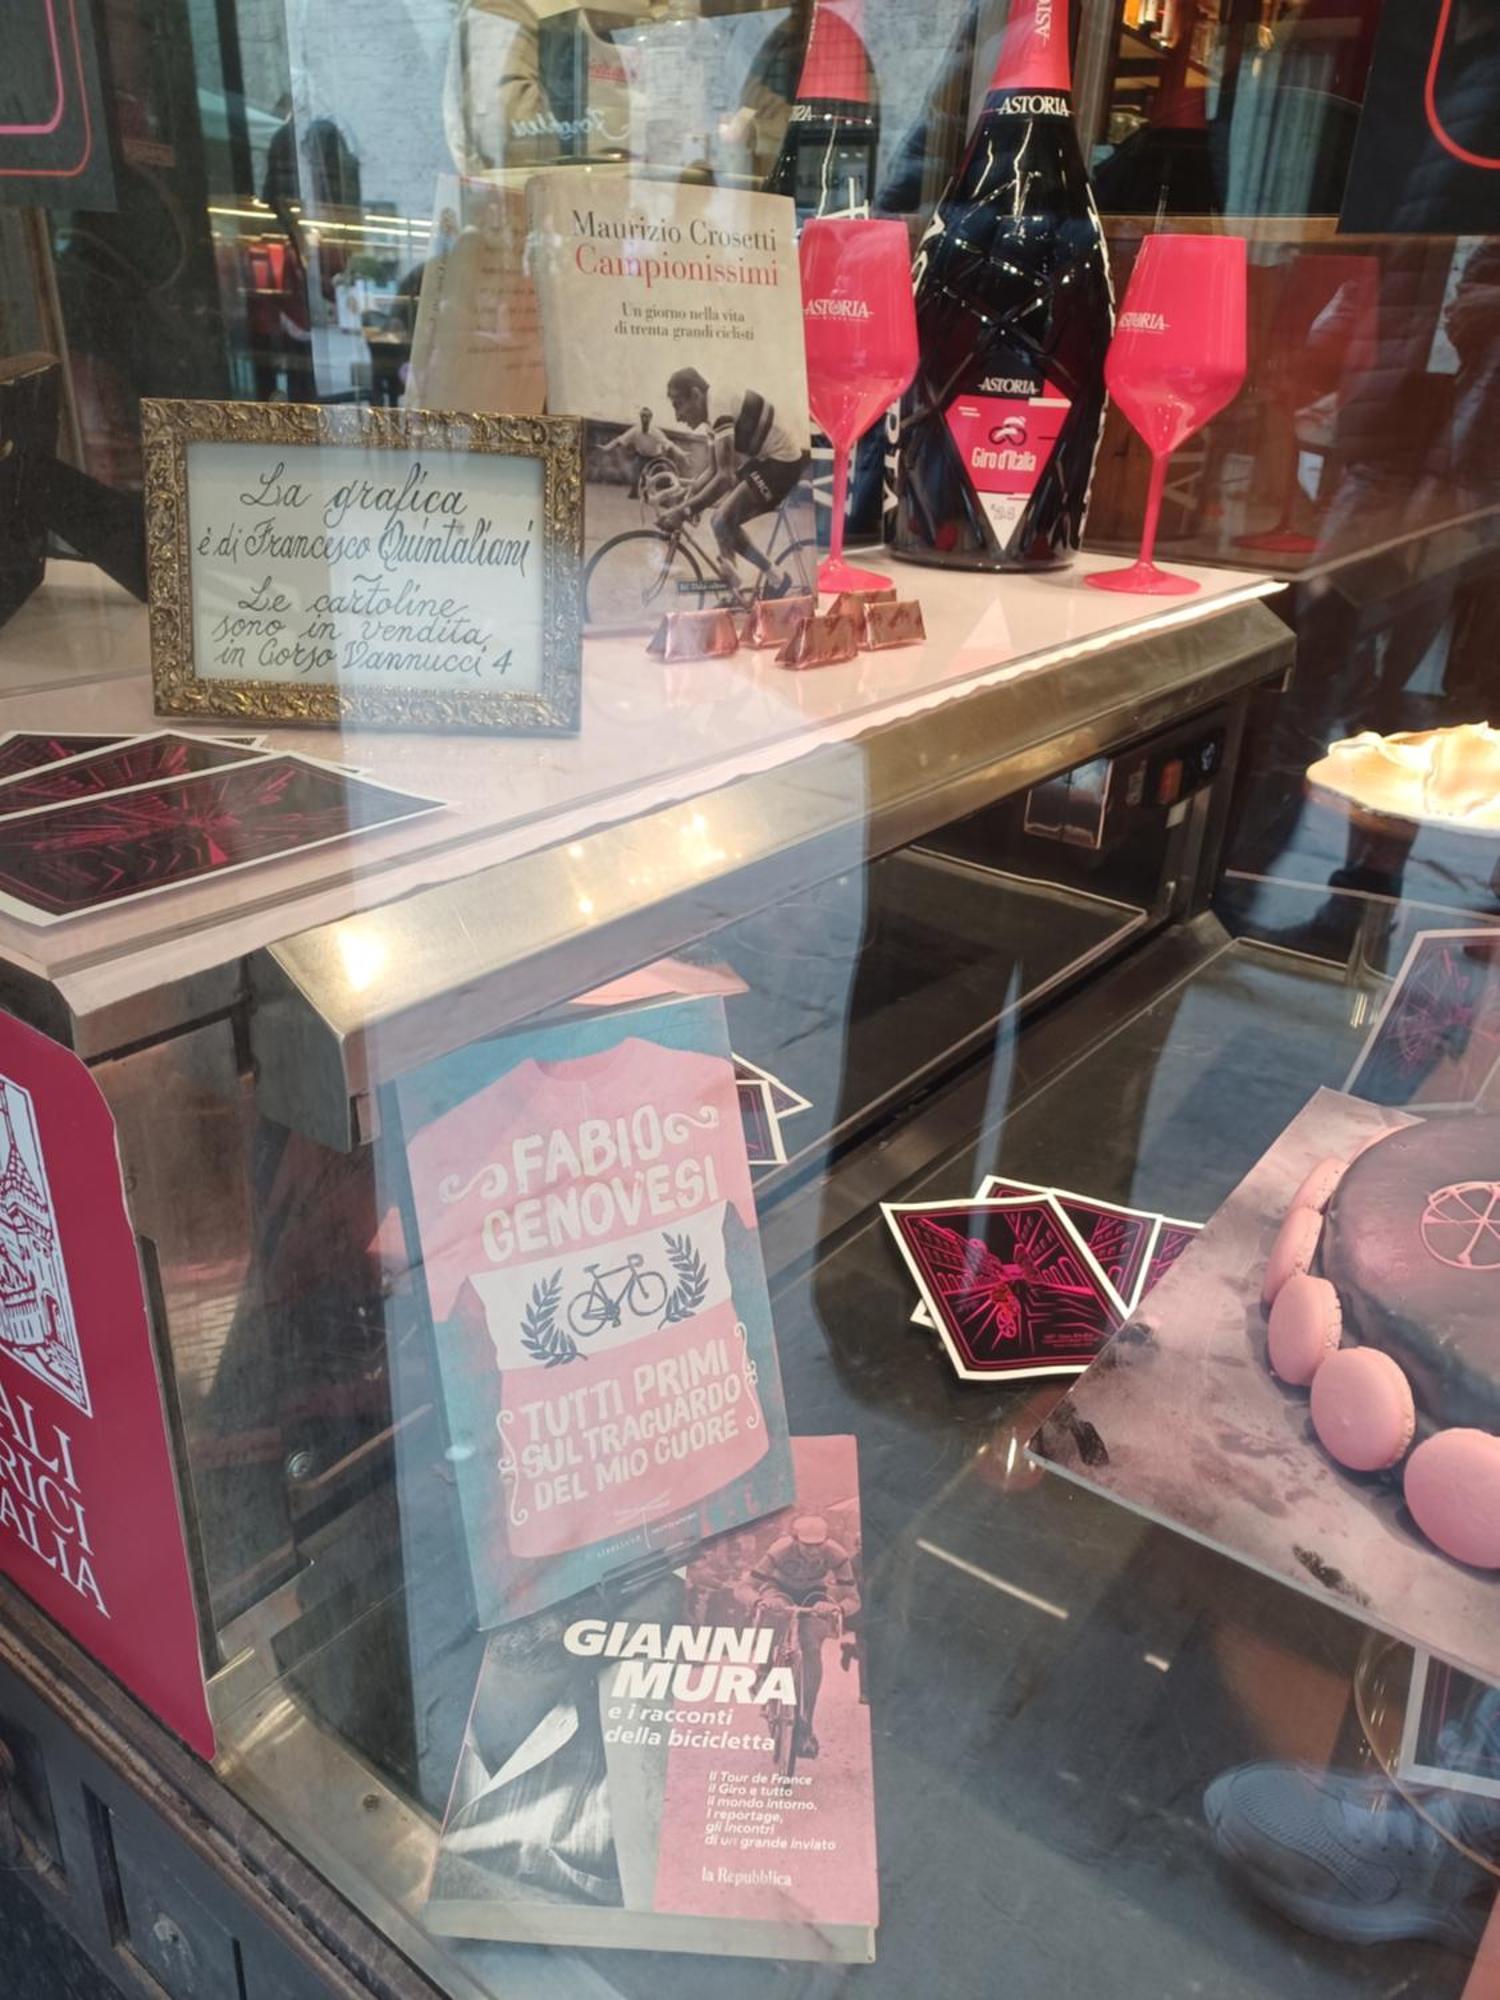 ASTORIA
Maurizio Crosetti
Campionissimi
Un giorno nella vita
di trenta grandi ciclisti
ASTORIA
ASTORIA
ASTORIA
Giro d'Italia
La grafica
è di Francesco Quintaliani
Le cartoline
sono in vendita
in Corso Vannucci 4
FABIO
GENOVESI
TUTTI PRIMI
SUL TRAGUARDO
DEL MIO CUORE
GIANNI
MURA
e i racconti
della bicicletta
Il Tour de France
il Giro e tutto
il mondo intorno.
I reportage,
gli incontri
di un grande inviato
la Repubblica
ALI
RICI
ALIA